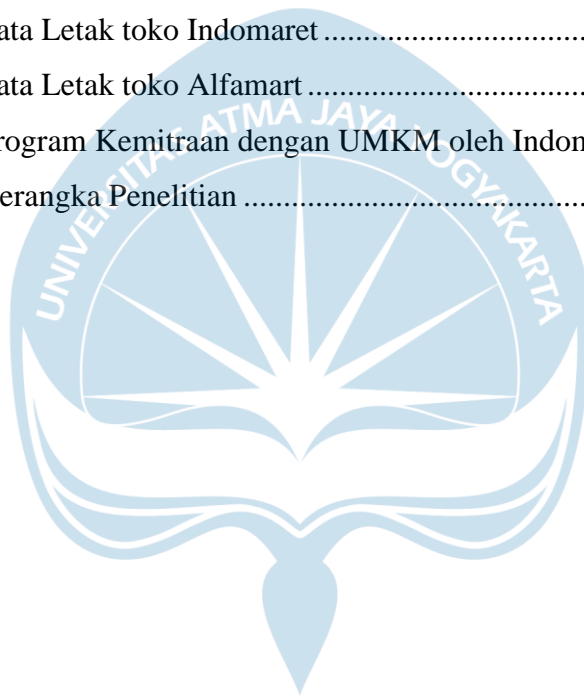 ata Letak toko Indomaret ..................................
ata Letak toko Alfamart ....................................
rogram Kemitraan dengan UMKM oleh Indon
erangka Penelitian .............................................
UNIVERSITAS ATMA JAYA YOGYAKARTA